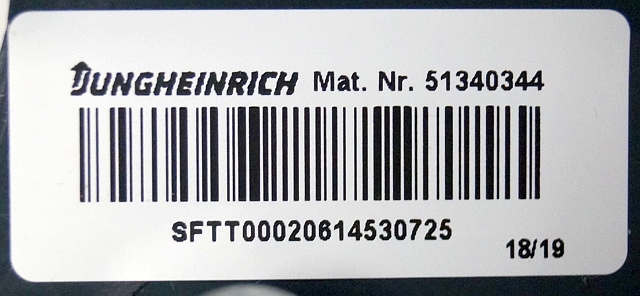 JUNGHEINRICH Mat. Nr. 51340344
SFTT00020614530725
18/19